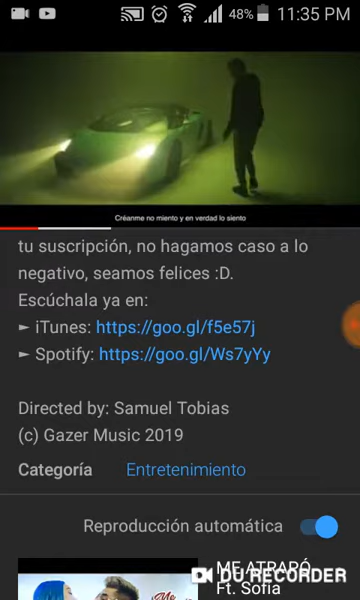 48% 11:35 PM
Créanme no miento y en verdad lo siento
tu suscripción, no hagamos caso a lo
negativo, seamos felices :D.
Escúchala ya en:
► iTunes: https://goo.gl/f5e57j
► Spotify: https://goo.gl/Ws7yYy
Directed by: Samuel Tobias
(c) Gazer Music 2019
Categoría Entretenimiento
Reproducción automática
ME ATRAPÓ
Ft. Sofia
DU RECORDER
Me